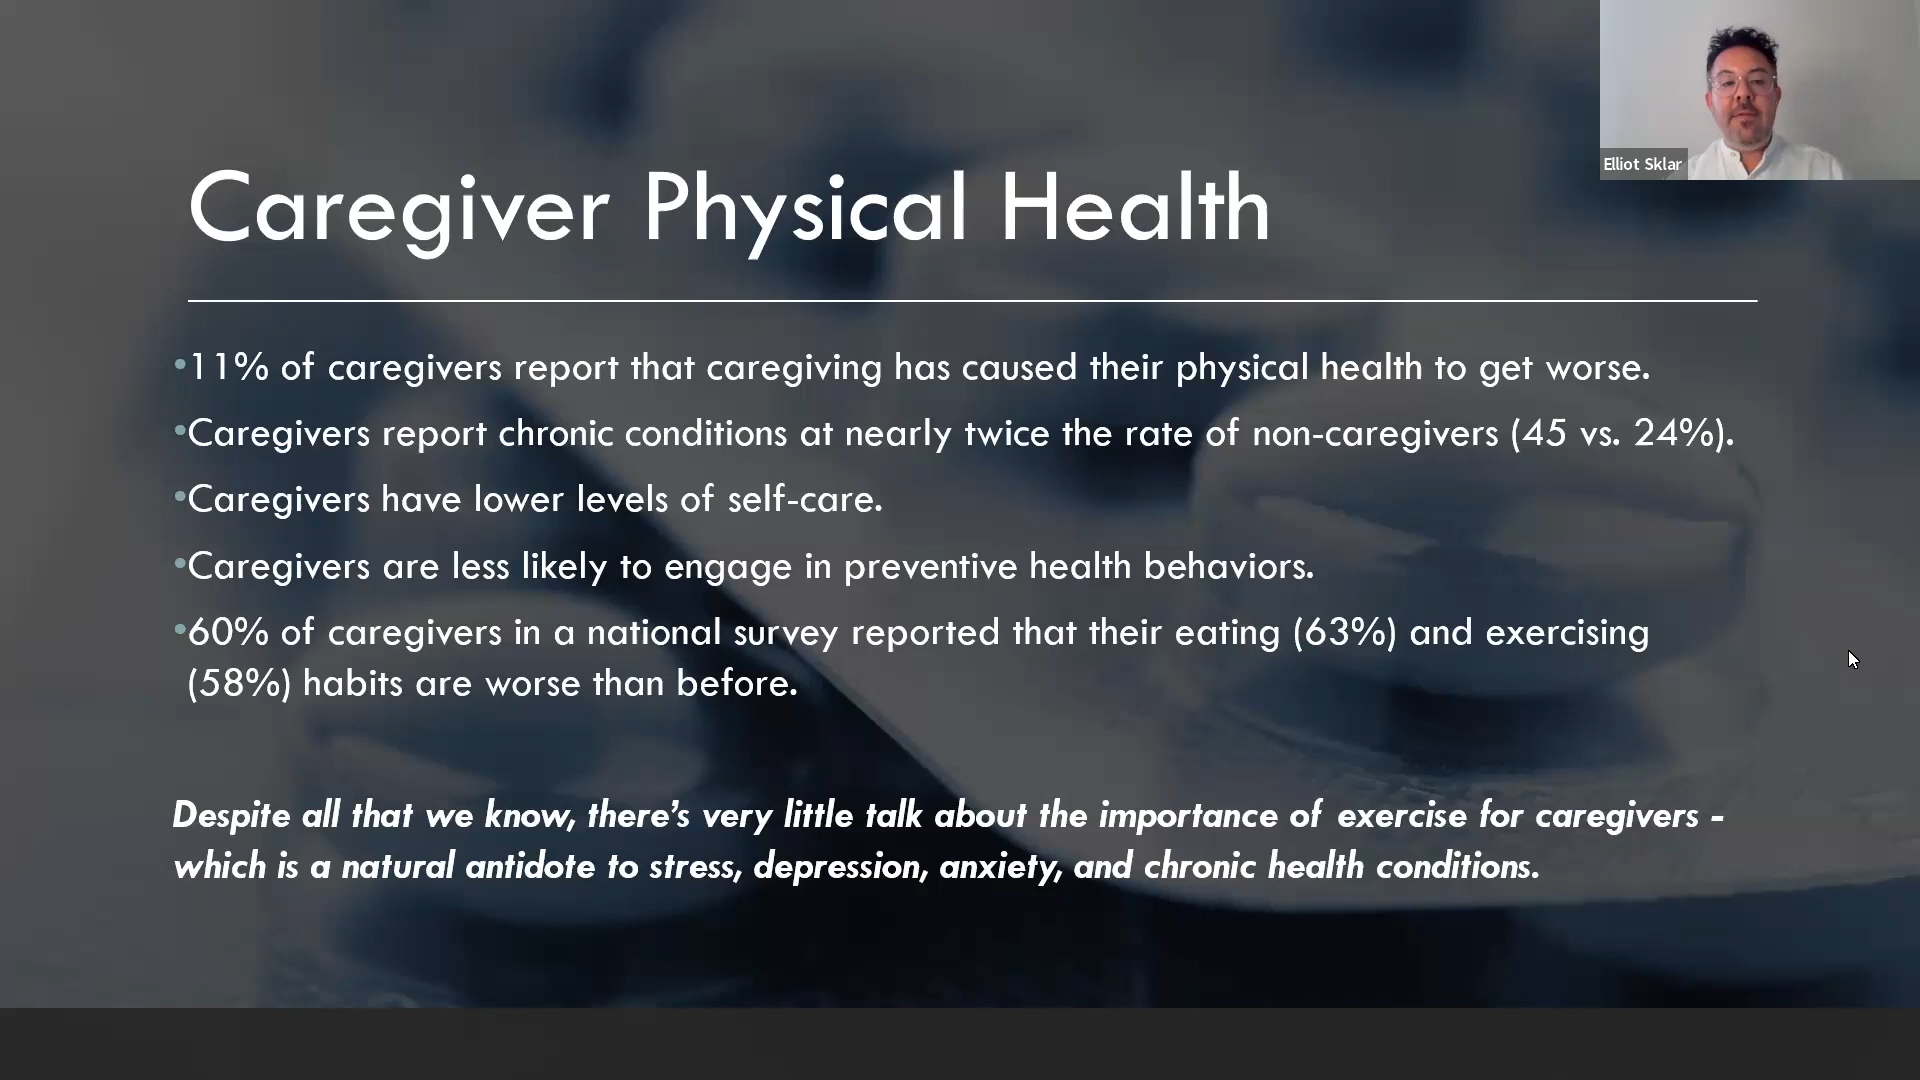 Elliot Sklar
Caregiver Physical Health
•11% of caregivers report that caregiving has caused their physical health to get worse.
•Caregivers report chronic conditions at nearly twice the rate of non-caregivers (45 vs. 24%).
•Caregivers have lower levels of self-care.
•Caregivers are less likely to engage in preventive health behaviors.
•60% of caregivers in a national survey reported that their eating (63%) and exercising
(58%) habits are worse than before.
Despite all that we know, there’s very little talk about the importance of exercise for caregivers -
which is a natural antidote to stress, depression, anxiety, and chronic health conditions.